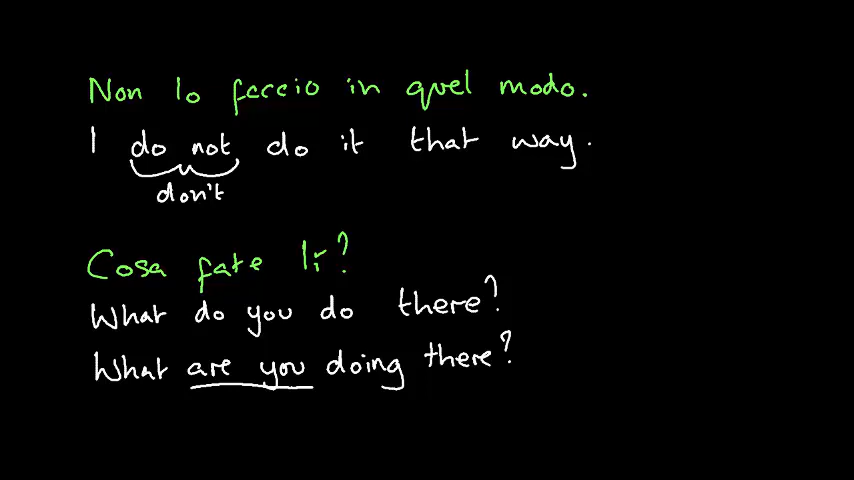 Non lo faccio in quel modo.
I do not do it that way.
don't
Cosa fate lì?
What do you do there?
What are you doing there?